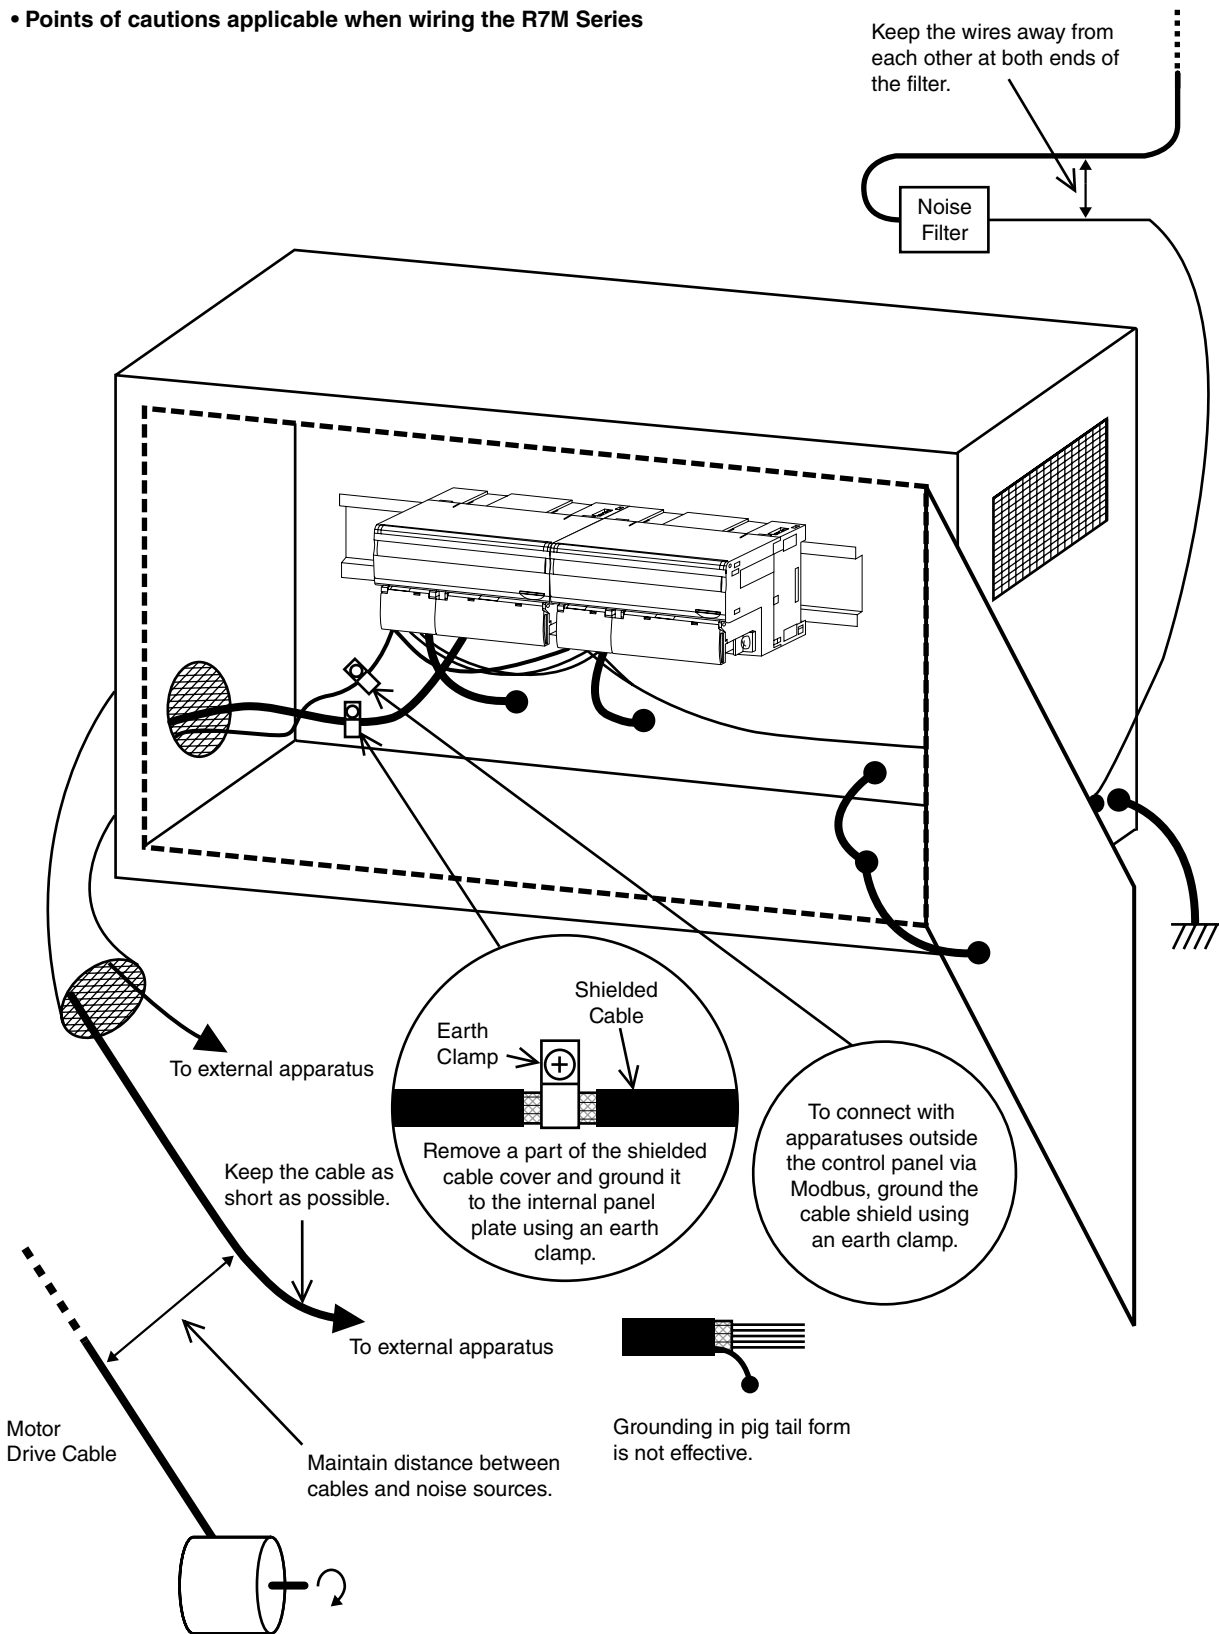 • Points of cautions applicable when wiring the R7M Series
Keep the wires away from
each other at both ends of
the filter.
Noise
Filter
Shielded
Cable
Earth
Clamp
Remove a part of the shielded
cable cover and ground it
to the internal panel
plate using an earth
clamp.
To connect with
apparatuses outside
the control panel via
Modbus, ground the
cable shield using
an earth clamp.
To external apparatus
Keep the cable as
short as possible.
To external apparatus
Motor
Drive Cable
Maintain distance between
cables and noise sources.
Grounding in pig tail form
is not effective.